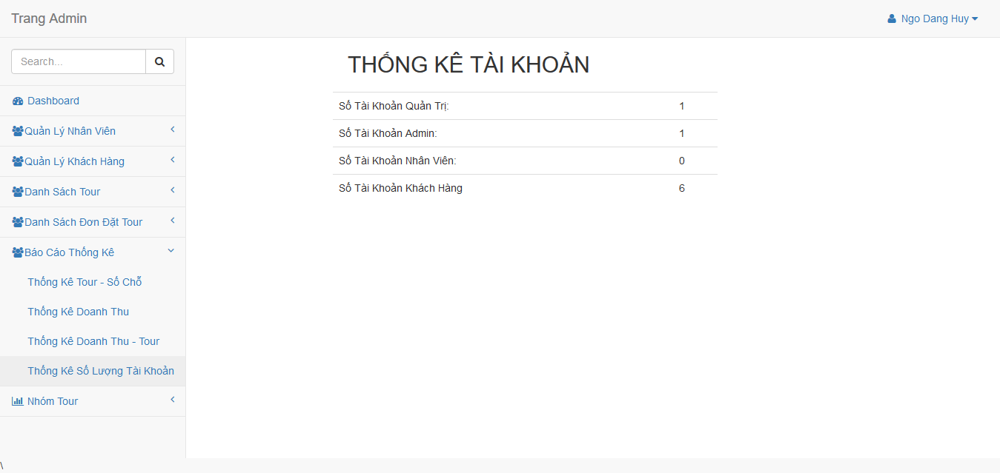 Trang Admin
Ngo Dang Huy
Search...
Dashboard
Quản Lý Nhân Viên
Quản Lý Khách Hàng
Danh Sách Tour
Danh Sách Đơn Đặt Tour
Báo Cáo Thống Kê
Thống Kê Tour - Số Chỗ
Thống Kê Doanh Thu
Thống Kê Doanh Thu - Tour
Thống Kê Số Lượng Tài Khoản
Nhóm Tour
THỐNG KÊ TÀI KHOẢN
Số Tài Khoản Quản Trị: 1
Số Tài Khoản Admin: 1
Số Tài Khoản Nhân Viên: 0
Số Tài Khoản Khách Hàng 6
\